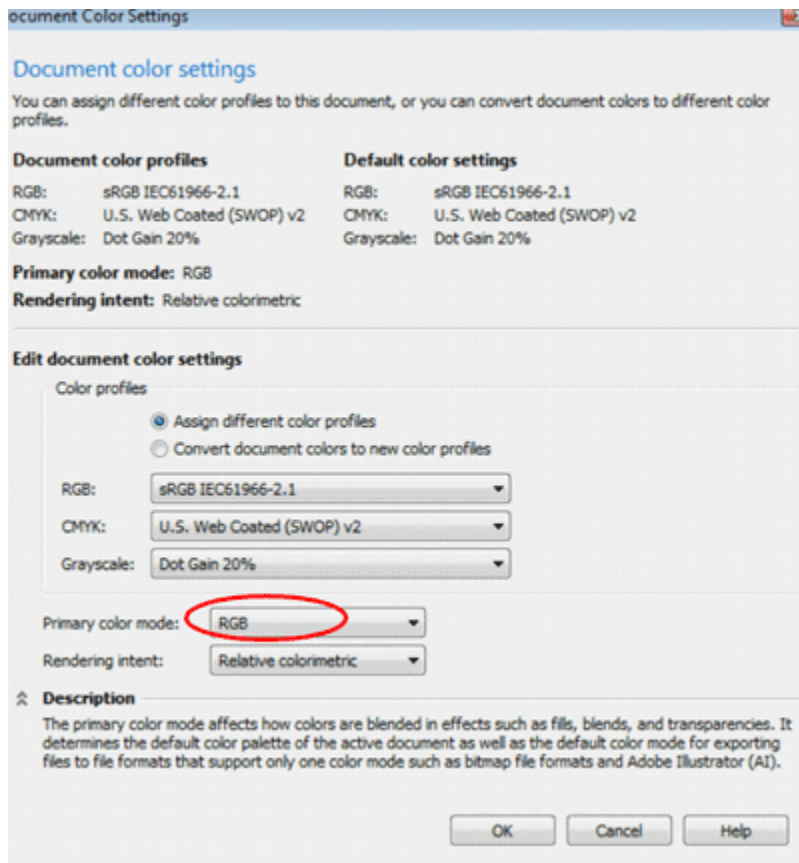 ocument Color Settings
Document color settings
You can assign different color profiles to this document, or you can convert document colors to different color
profiles.
Document color profiles Default color settings
RGB: sRGB IEC61966-2.1 RGB: sRGB IEC61966-2.1
CMYK: U.S. Web Coated (SWOP) v2 CMYK: U.S. Web Coated (SWOP) v2
Grayscale: Dot Gain 20% Grayscale: Dot Gain 20%
Primary color mode: RGB
Rendering intent: Relative colorimetric
Edit document color settings
Color profiles
Assign different color profiles
Convert document colors to new color profiles
RGB: sRGB IEC61966-2.1
CMYK: U.S. Web Coated (SWOP) v2
Grayscale: Dot Gain 20%
Primary color mode: RGB
Rendering intent: Relative colorimetric
Description
The primary color mode affects how colors are blended in effects such as fills, blends, and transparencies. It
determines the default color palette of the active document as well as the default color mode for exporting
files to file formats that support only one color mode such as bitmap file formats and Adobe Illustrator (AI).
OK Cancel Help